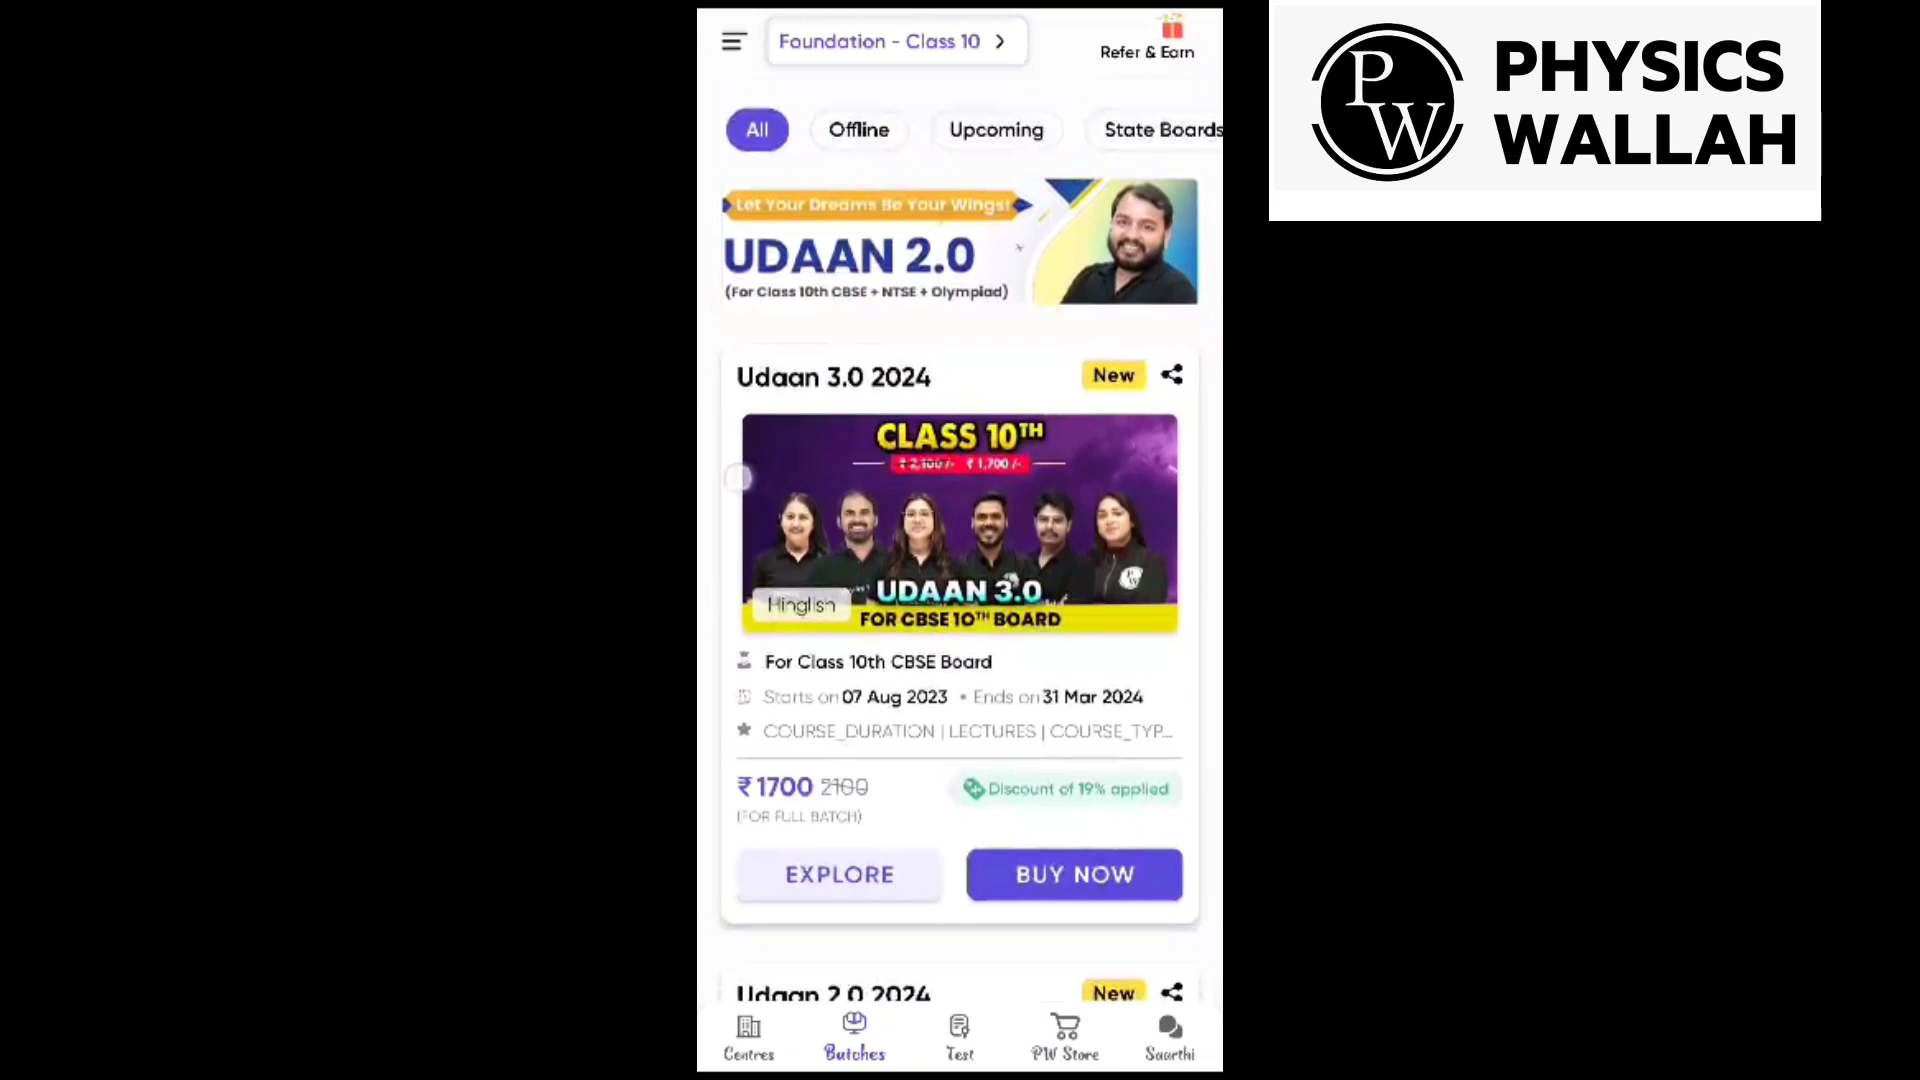 Foundation - Class 10
Refer & Earn
PW
PHYSICS
WALLAH
All
Offline
Upcoming
State Boards
Let Your Dreams Be Your Wings!
UDAAN 2.0
(For Class 10th CBSE + NTSE + Olympiad)
Udaan 3.0 2024
New
CLASS 10TH
₹ 2,100/- ₹ 1,700 /-
PW
UDAAN 3.0
Hinglish
FOR CBSE 10TH BOARD
For Class 10th CBSE Board
Starts on 07 Aug 2023 • Ends on 31 Mar 2024
COURSE_DURATION | LECTURES | COURSE_TYP...
₹ 1700 2100
Discount of 19% applied
(FOR FULL BATCH)
EXPLORE
BUY NOW
Udaan 2.0 2024
New
Centres
Batches
Test
PW Store
Saarthi